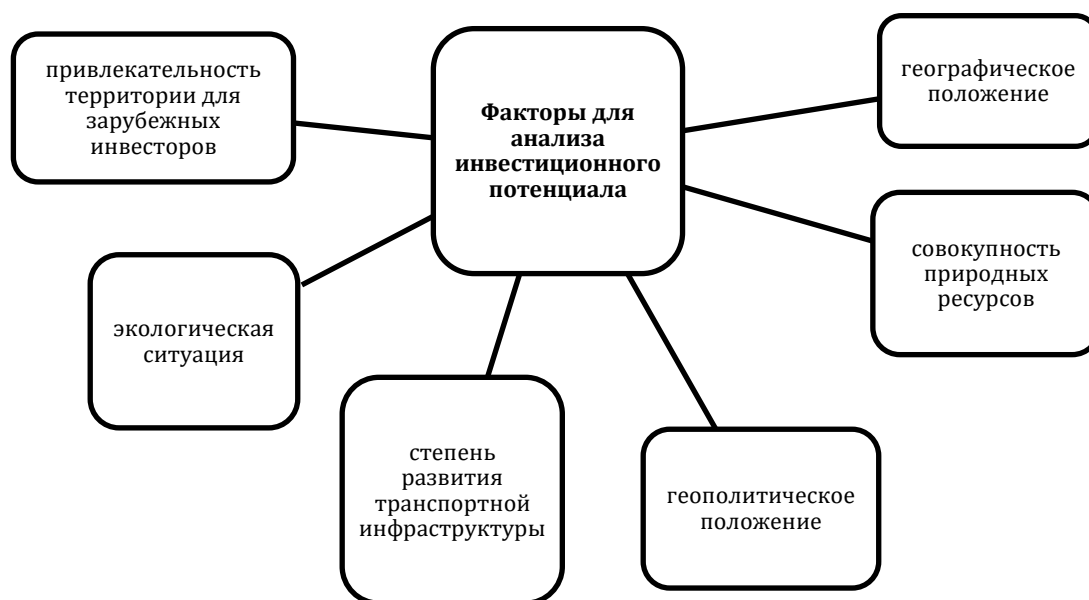 привлекательность
территории для
зарубежных
инвесторов
Факторы для
анализа
инвестиционного
потенциала
географическое
положение
совокупность
природных
ресурсов
экологическая
ситуация
степень
развития
транспортной
инфраструктуры
геополитическое
положение